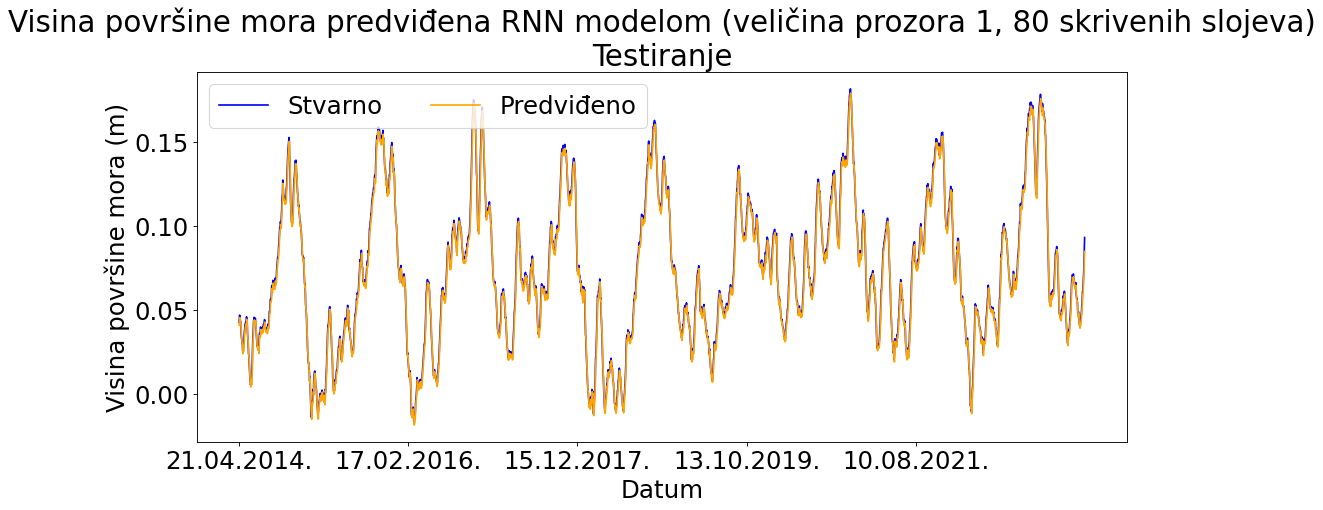 Visina površine mora predviđena RNN modelom (veličina prozora 1, 80 skrivenih slojeva)
Testiranje
Stvarno Predviđeno
Visina površine mora (m)
0.15
0.10
0.05
0.00
21.04.2014. 17.02.2016. 15.12.2017. 13.10.2019. 10.08.2021.
Datum